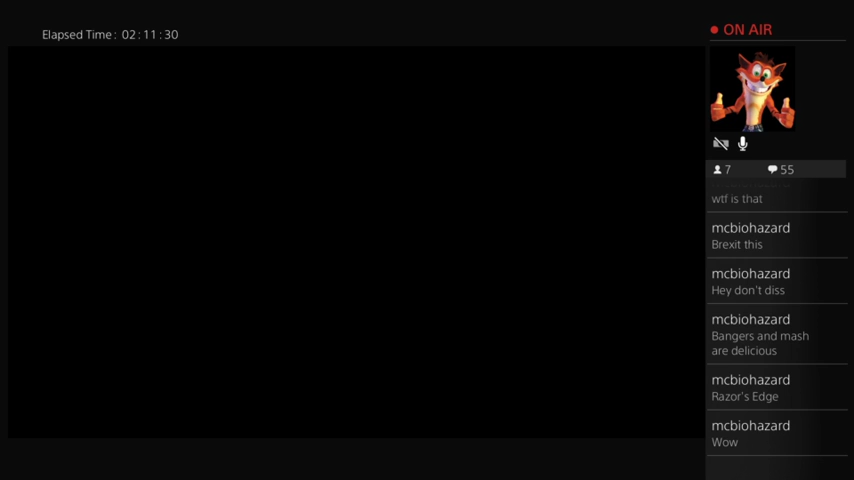 Elapsed Time: 02:11:30
ON AIR
7 55
wtf is that
mcbiohazard
Brexit this
mcbiohazard
Hey don't diss
mcbiohazard
Bangers and mash
are delicious
mcbiohazard
Razor's Edge
mcbiohazard
Wow